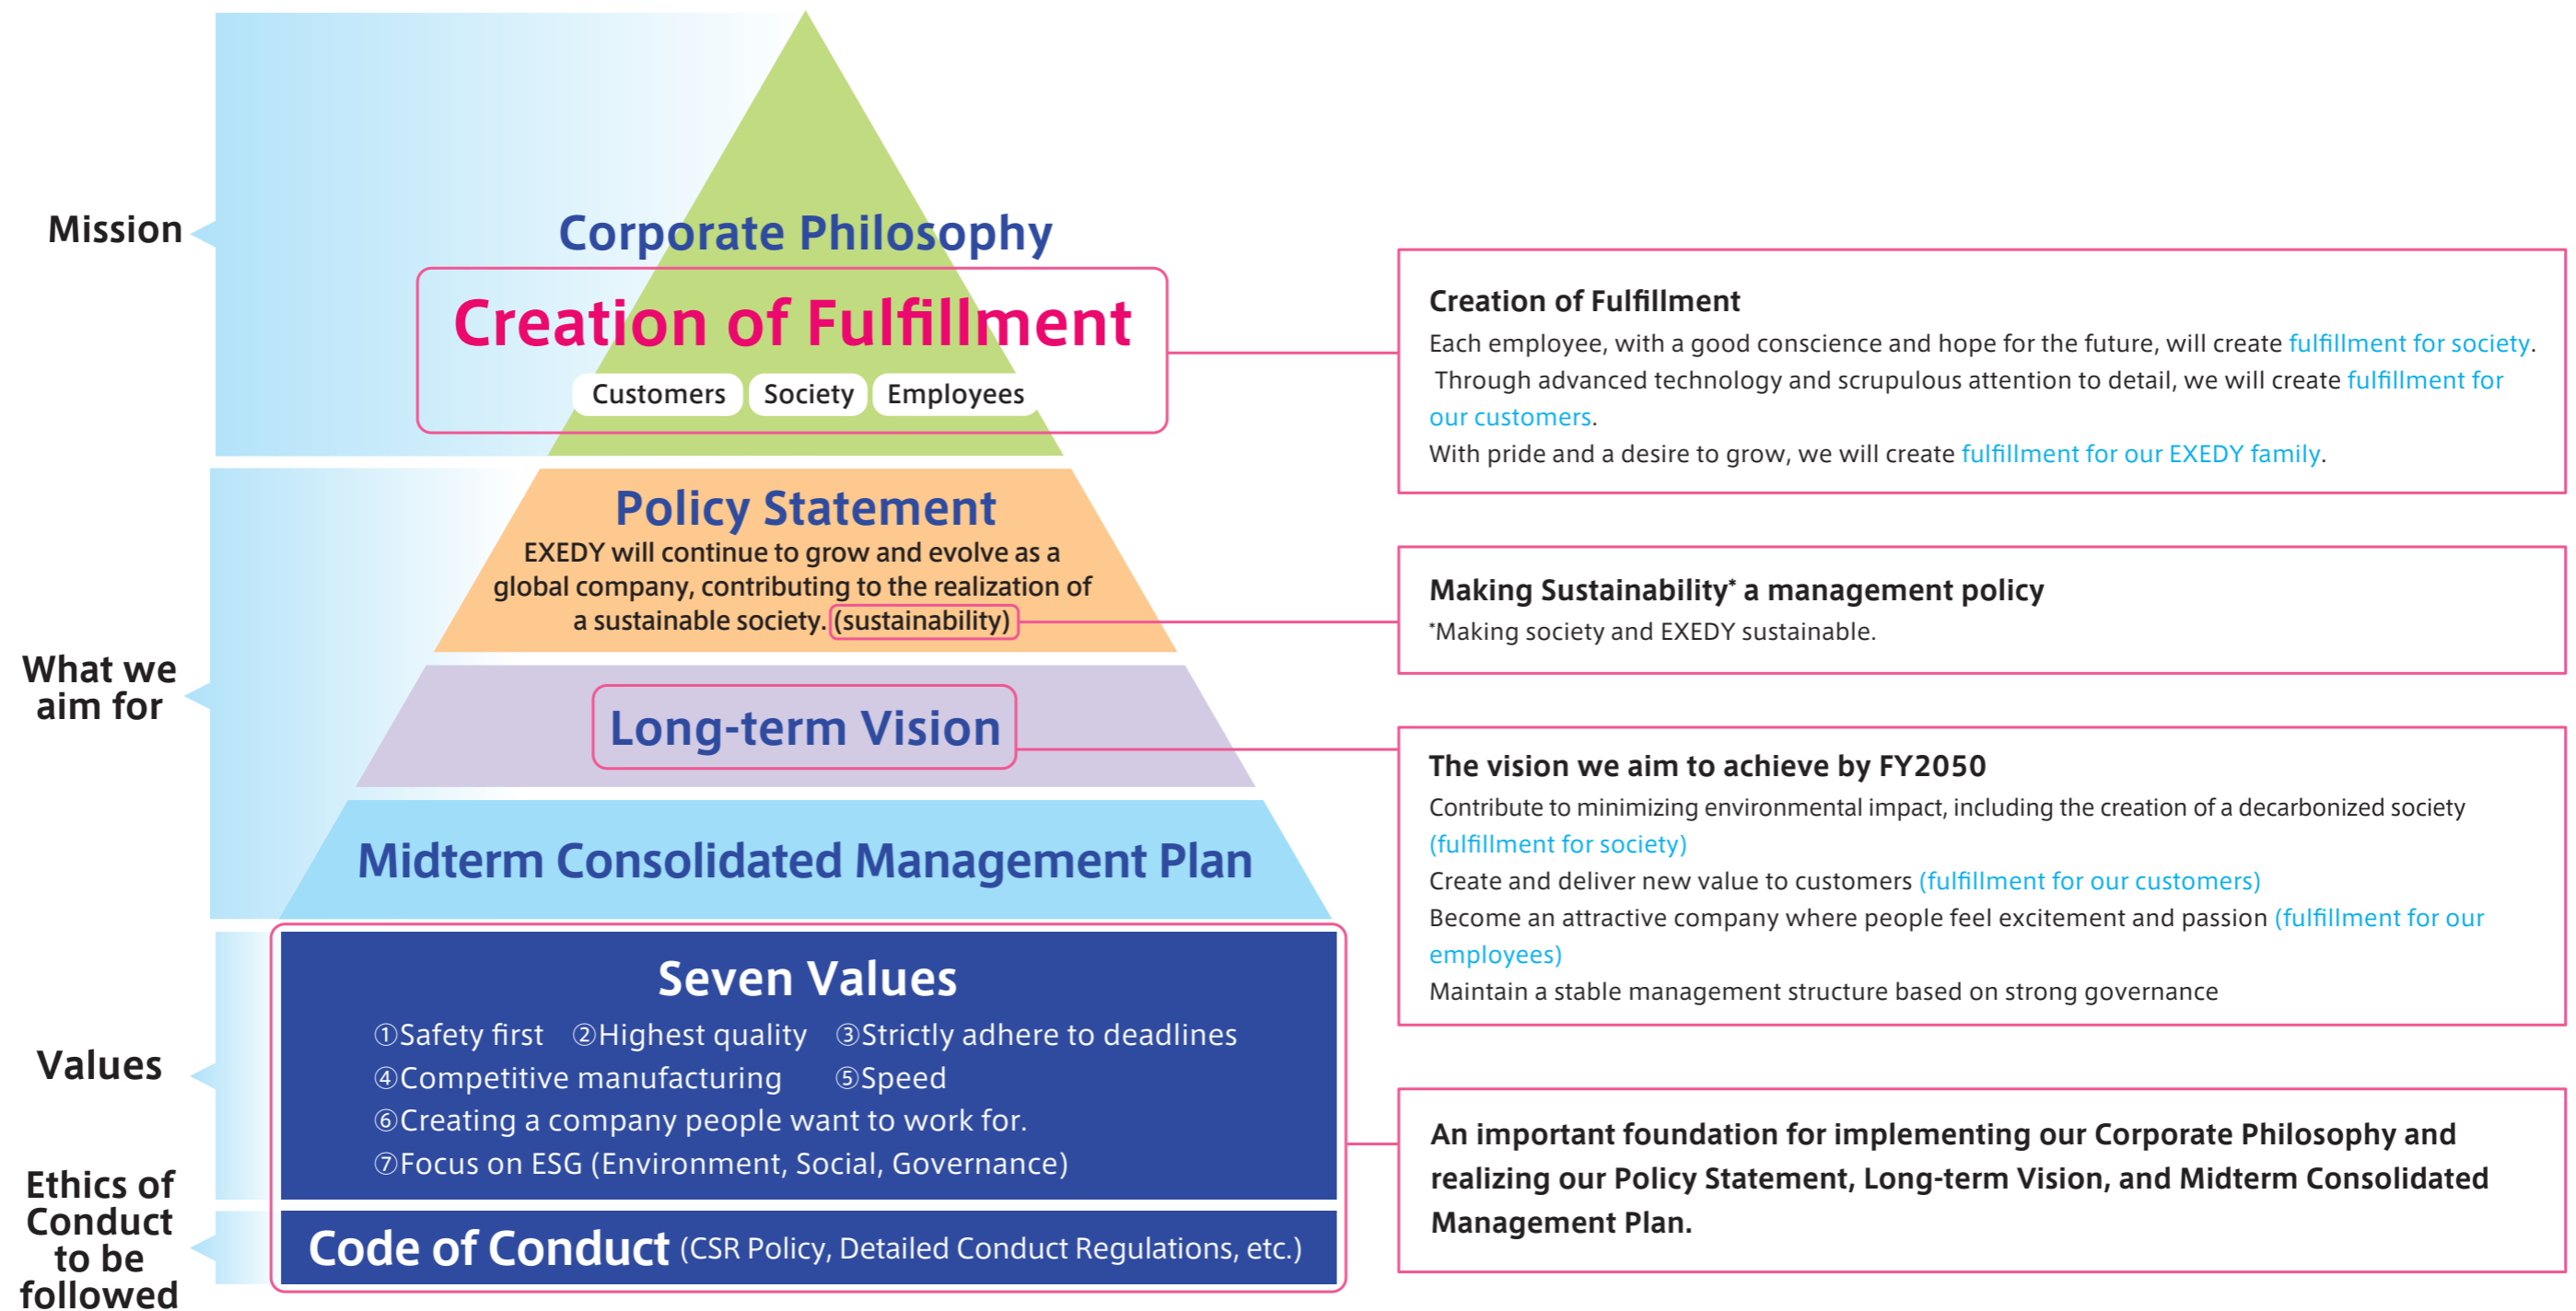 Mission
Corporate Philosophy
Creation of Fulfillment
Customers Society Employees
Creation of Fulfillment
Each employee, with a good conscience and hope for the future, will create fulfillment for society.
Through advanced technology and scrupulous attention to detail, we will create fulfillment for
our customers.
With pride and a desire to grow, we will create fulfillment for our EXEDY family.
What we
aim for
Policy Statement
EXEDY will continue to grow and evolve as a
global company, contributing to the realization of
a sustainable society. (sustainability)
Making Sustainability* a management policy
*Making society and EXEDY sustainable.
Long-term Vision
The vision we aim to achieve by FY2050
Contribute to minimizing environmental impact, including the creation of a decarbonized society
(fulfillment for society)
Create and deliver new value to customers (fulfillment for our customers)
Become an attractive company where people feel excitement and passion (fulfillment for our
employees)
Maintain a stable management structure based on strong governance
Midterm Consolidated Management Plan
Values
Seven Values
①Safety first ②Highest quality ③Strictly adhere to deadlines
④Competitive manufacturing ⑤Speed
⑥Creating a company people want to work for.
⑦Focus on ESG (Environment, Social, Governance)
Ethics of
Conduct
to be
followed
Code of Conduct (CSR Policy, Detailed Conduct Regulations, etc.)
An important foundation for implementing our Corporate Philosophy and
realizing our Policy Statement, Long-term Vision, and Midterm Consolidated
Management Plan.